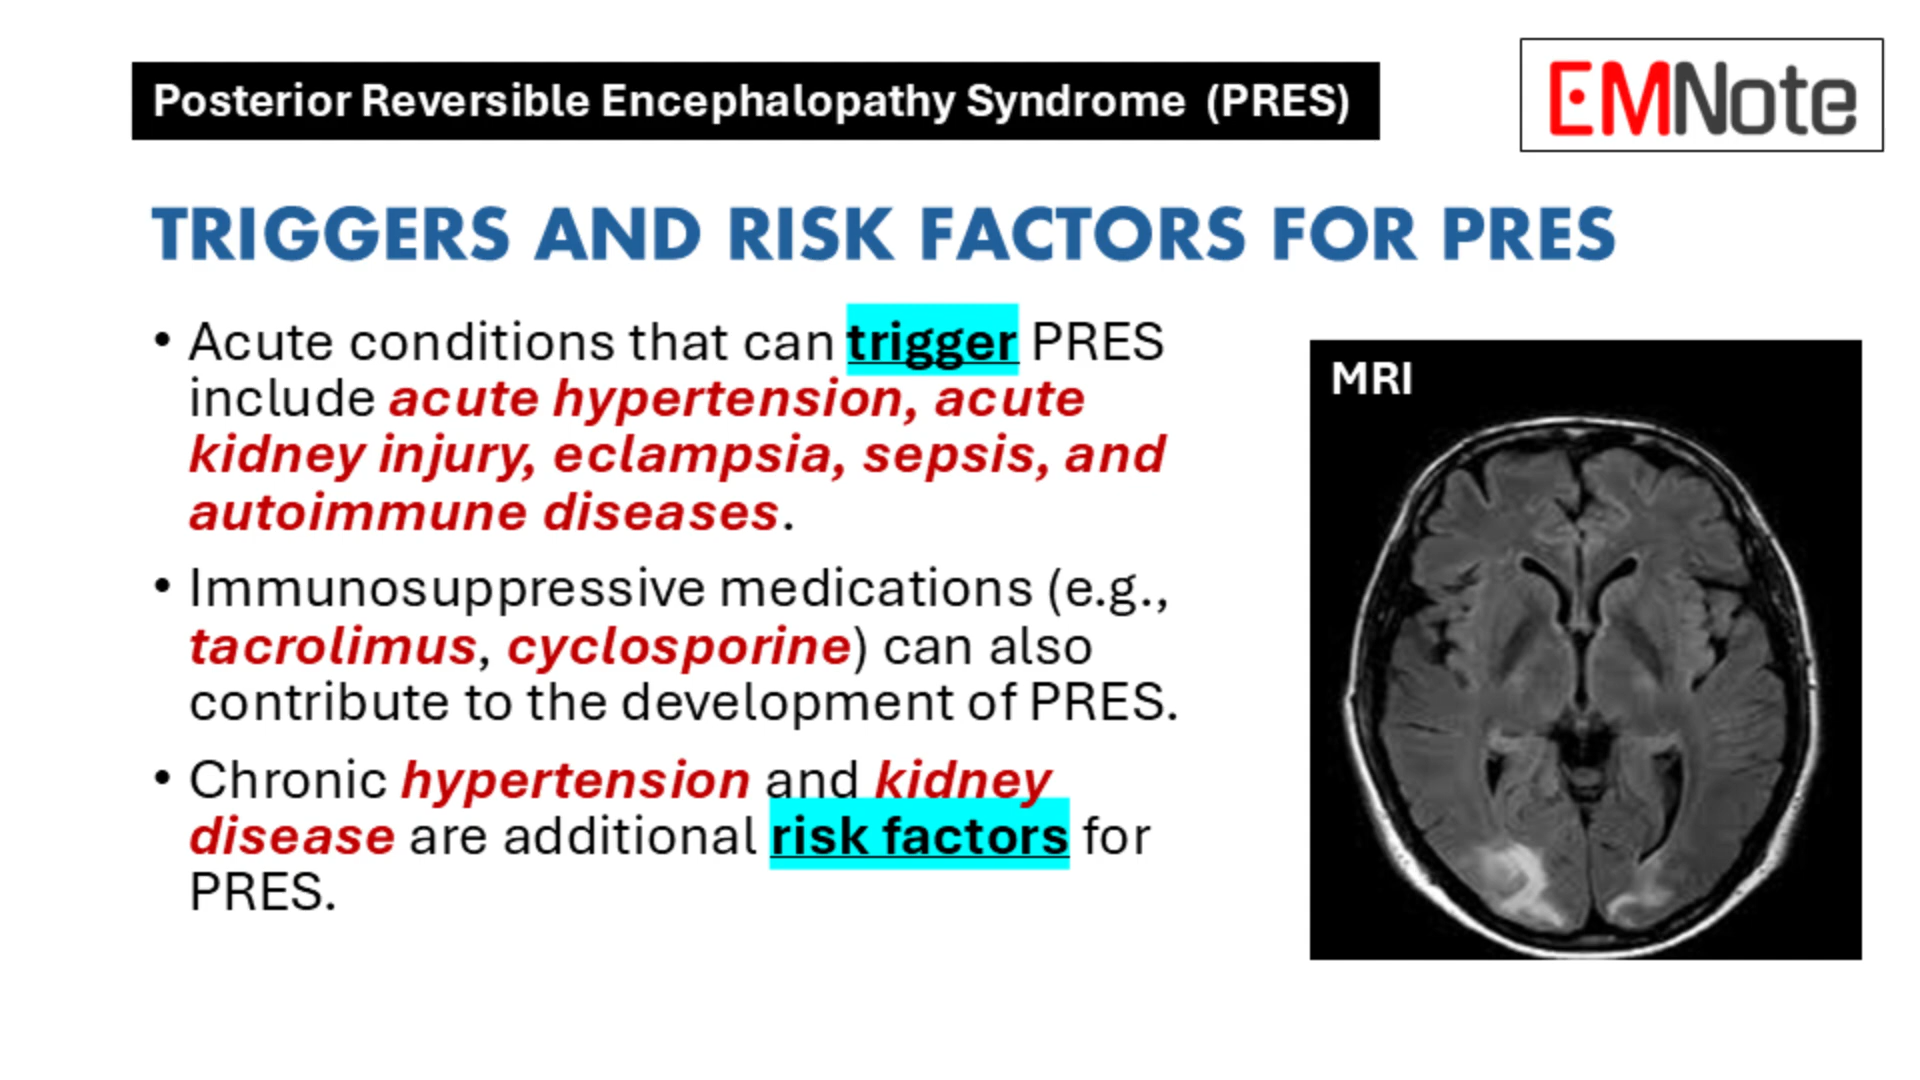 Posterior Reversible Encephalopathy Syndrome (PRES)
EMNote
TRIGGERS AND RISK FACTORS FOR PRES
• Acute conditions that can trigger PRES
include acute hypertension, acute
kidney injury, eclampsia, sepsis, and
autoimmune diseases.
• Immunosuppressive medications (e.g.,
tacrolimus, cyclosporine) can also
contribute to the development of PRES.
• Chronic hypertension and kidney
disease are additional risk factors for
PRES.
MRI